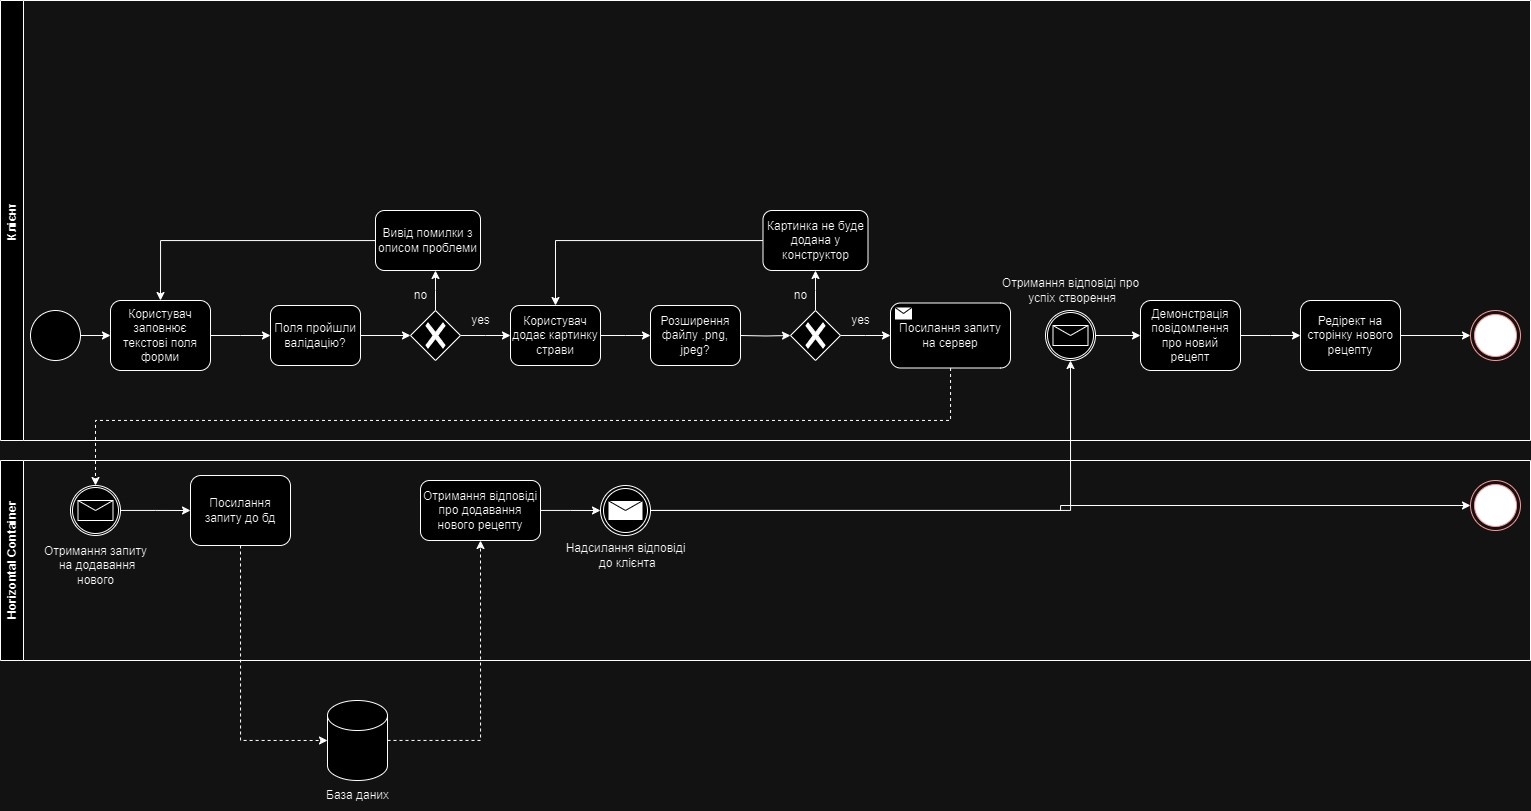 Клієнт
Вивід помилки з
описом проблеми
Картинка не буде
додана у
конструктор
no
no
Отримання відповіді про
успіх створення
Користувач
заповнює
текстові поля
форми
Поля пройшли
валідацію?
yes
Користувач
додає картинку
страви
Розширення
файлу .png,
jpeg?
yes
Посилання запиту
на сервер
Демонстрація
повідомлення
про новий
рецепт
Редірект на
сторінку нового
рецепту
Horizontal Container
Отримання запиту
на додавання
нового
Посилання
запиту до бд
Отримання відповіді
про додавання
нового рецепту
Надсилання відповіді
до клієнта
База даних